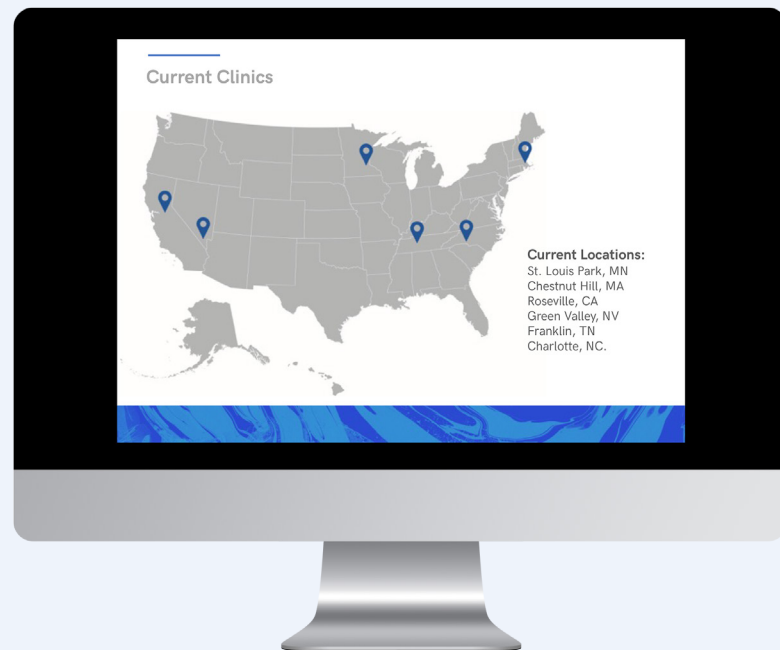 Current Clinics
Current Locations:
St. Louis Park, MN
Chestnut Hill, MA
Roseville, CA
Green Valley, NV
Franklin, TN
Charlotte, NC.